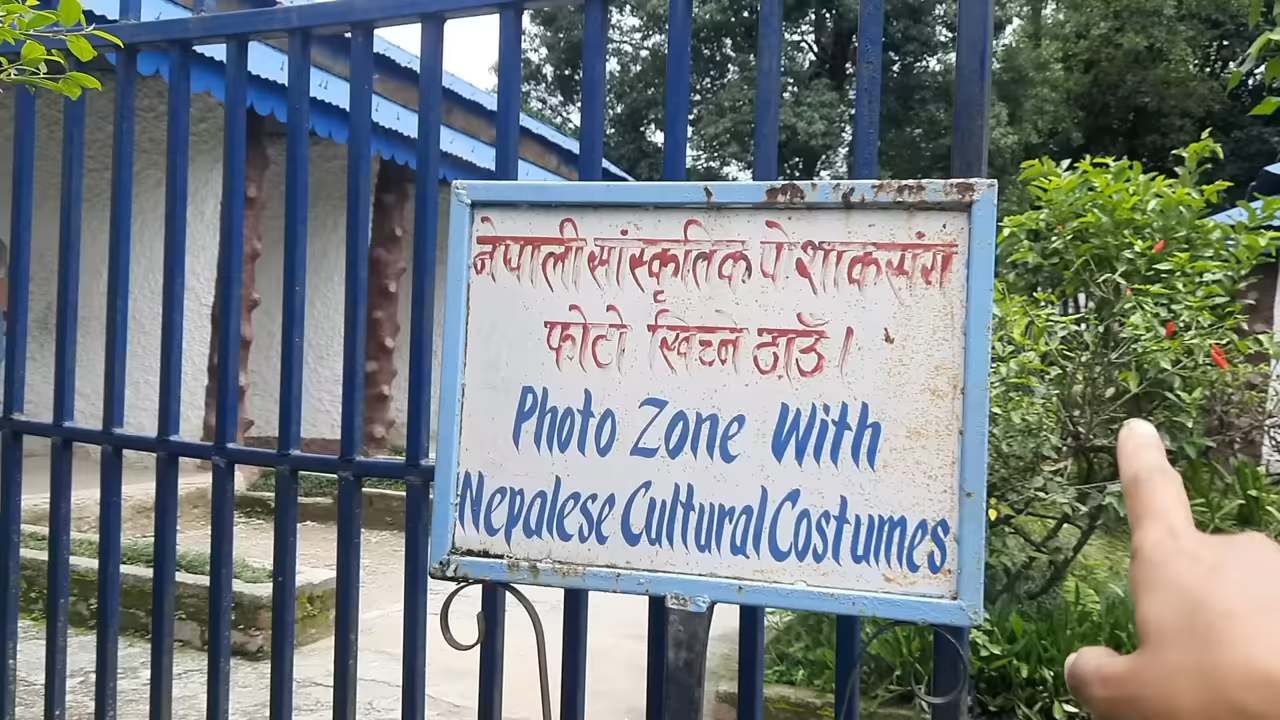 नेपाली सांस्कृतिक पोशाकसंग
फोटो खिच्ने ठाउँ ।
Photo Zone With
Nepalese Cultural Costumes